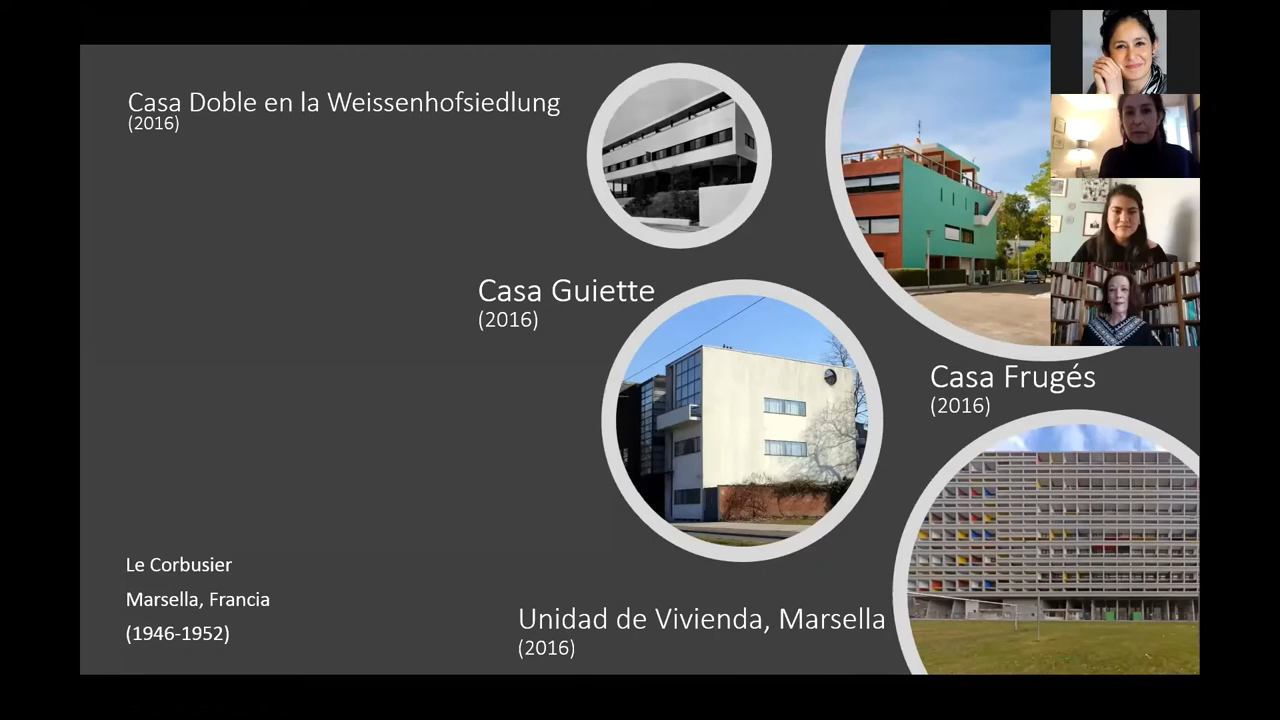 Casa Doble en la Weissenhofsiedlung
(2016)
Casa Guiette
(2016)
Casa Frugés
(2016)
Le Corbusier
Marsella, Francia
(1946-1952)
Unidad de Vivienda, Marsella
(2016)